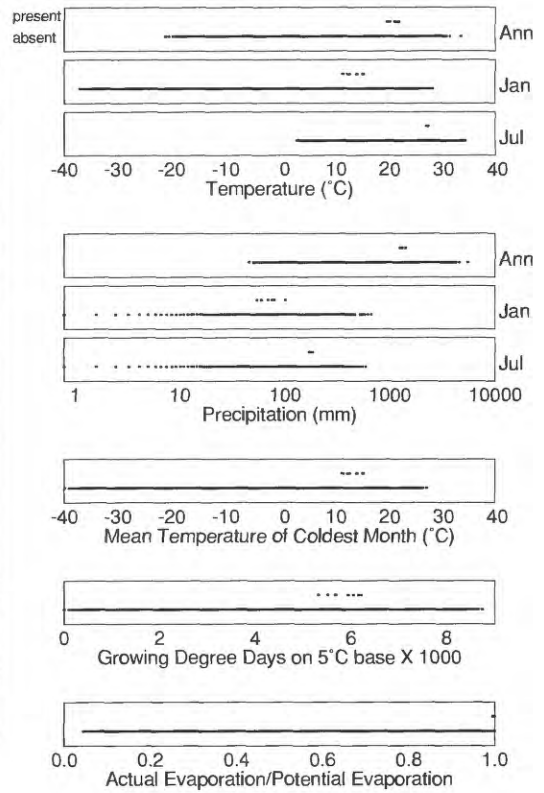 present
absent
Ann
Jan
Jul
-40 -30 -20 -10 0 10 20 30 40
Temperature (˚C)
Ann
Jan
Jul
1 10 100 1000 10000
Precipitation (mm)
-40 -30 -20 -10 0 10 20 30 40
Mean Temperature of Coldest Month (˚C)
0 2 4 6 8
Growing Degree Days on 5˚C base X 1000
0.0 0.2 0.4 0.6 0.8 1.0
Actual Evaporation/Potential Evaporation